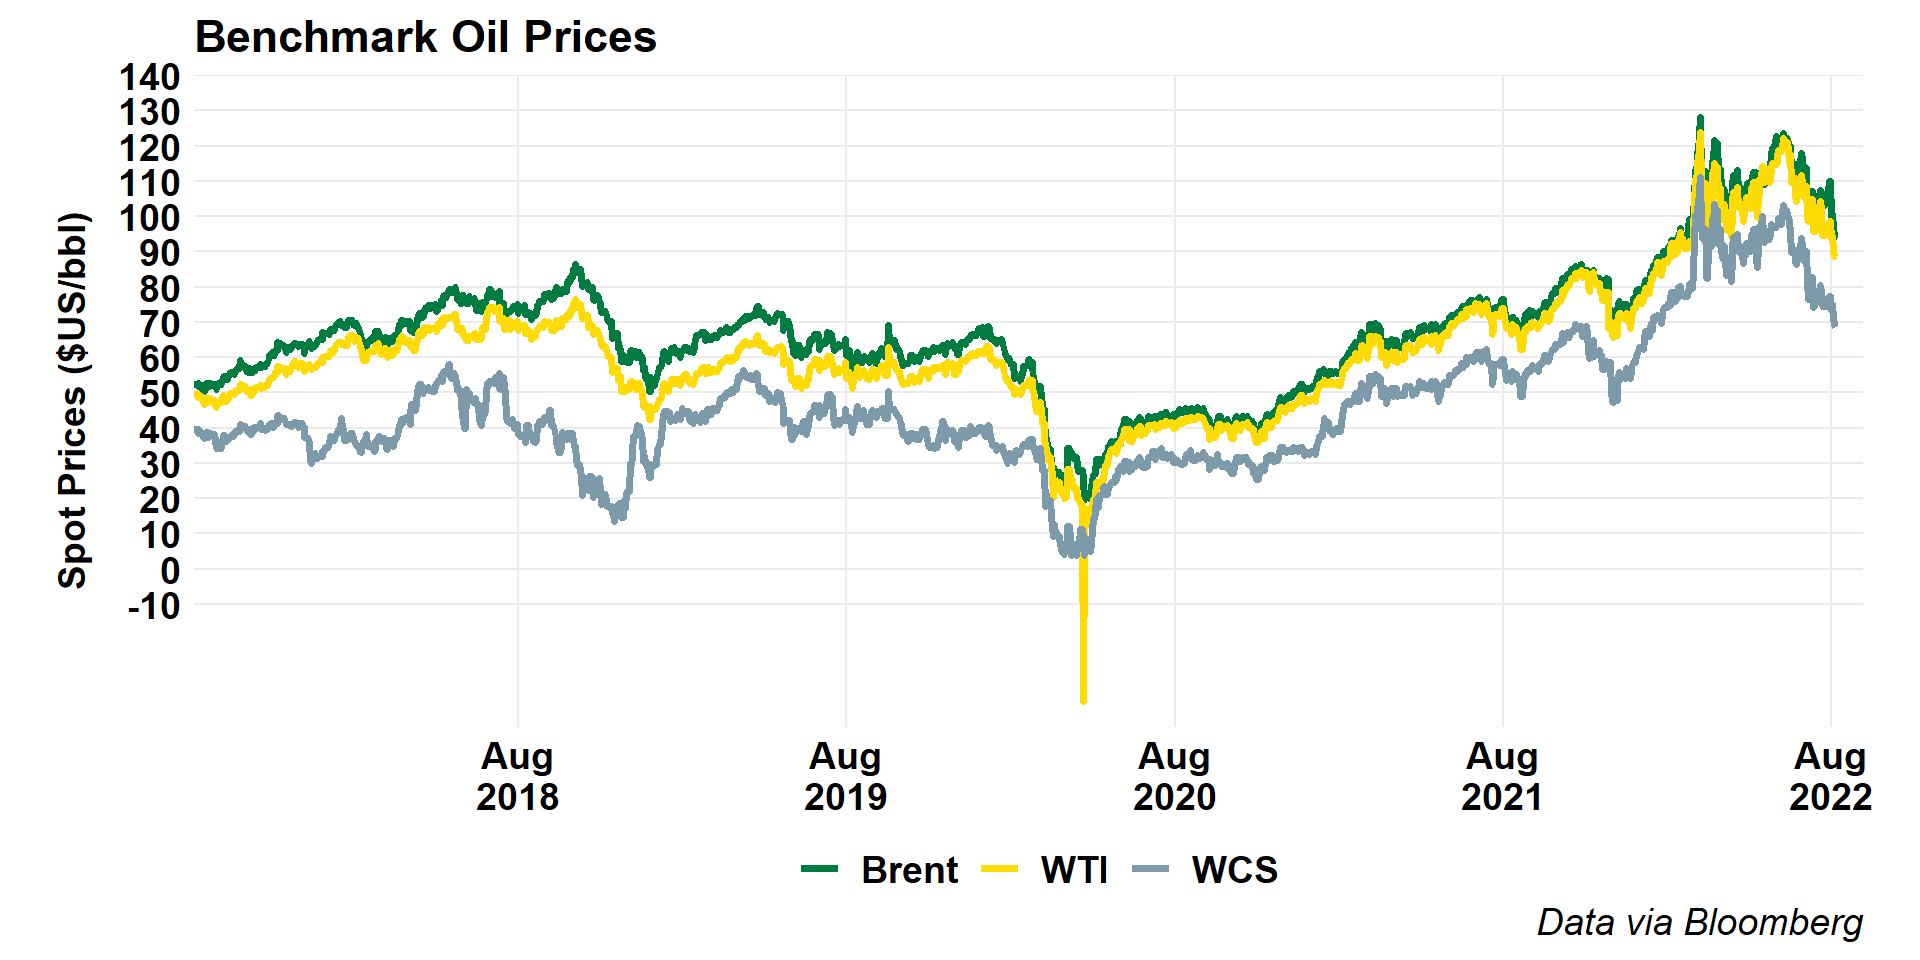 Benchmark Oil Prices
140
130
120
110
100
90
80
70
60
50
40
30
20
10
0
-10
Spot Prices ($US/bbl)
Aug 2018
Aug 2019
Aug 2020
Aug 2021
Aug 2022
Brent WTI WCS
Data via Bloomberg